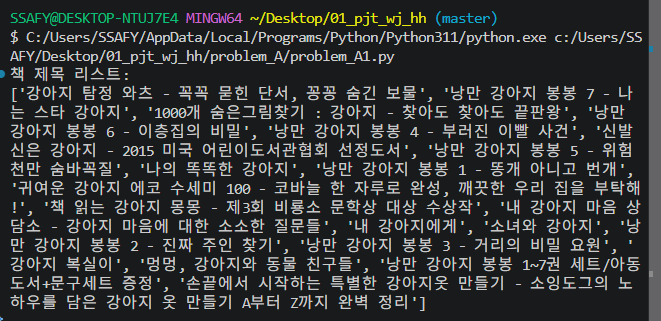 SSAFY@DESKTOP-NTUJ7E4 MINGW64 ~/Desktop/01_pjt_wj_hh (master)
$ C:/Users/SSAFY/AppData/Local/Programs/Python/Python311/python.exe c:/Users/SS
AFY/Desktop/01_pjt_wj_hh/problem_A/problem_A1.py
책 제목 리스트:
['강아지 탐정 와츠 - 꼭꼭 묻힌 단서, 꽁꽁 숨긴 보물', '낭만 강아지 봉봉 7 - 나
는 스타 강아지', '1000개 숨은그림찾기 : 강아지 - 찾아도 찾아도 끝판왕', '낭만
강아지 봉봉 6 - 이층집의 비밀', '낭만 강아지 봉봉 4 - 부러진 이빨 사건', '신발
신은 강아지 - 2015 미국 어린이도서관협회 선정도서', '낭만 강아지 봉봉 5 - 위험
천만 숨바꼭질', '나의 똑똑한 강아지', '낭만 강아지 봉봉 1 - 똥개 아니고 번개',
'귀여운 강아지 에코 수세미 100 - 코바늘 한 자루로 완성, 깨끗한 우리 집을 부탁해
!', '책 읽는 강아지 몽몽 - 제3회 비룡소 문학상 대상 수상작', '내 강아지 마음 상
담소 - 강아지 마음에 대한 소소한 질문들', '내 강아지에게', '소녀와 강아지', '낭
만 강아지 봉봉 2 - 진짜 주인 찾기', '낭만 강아지 봉봉 3 - 거리의 비밀 요원', '
강아지 복실이', '멍멍, 강아지와 동물 친구들', '낭만 강아지 봉봉 1~7권 세트/아동
도서+문구세트 증정', '손끝에서 시작하는 특별한 강아지옷 만들기 - 소잉도그의 노
하우를 담은 강아지 옷 만들기 A부터 Z까지 완벽 정리']